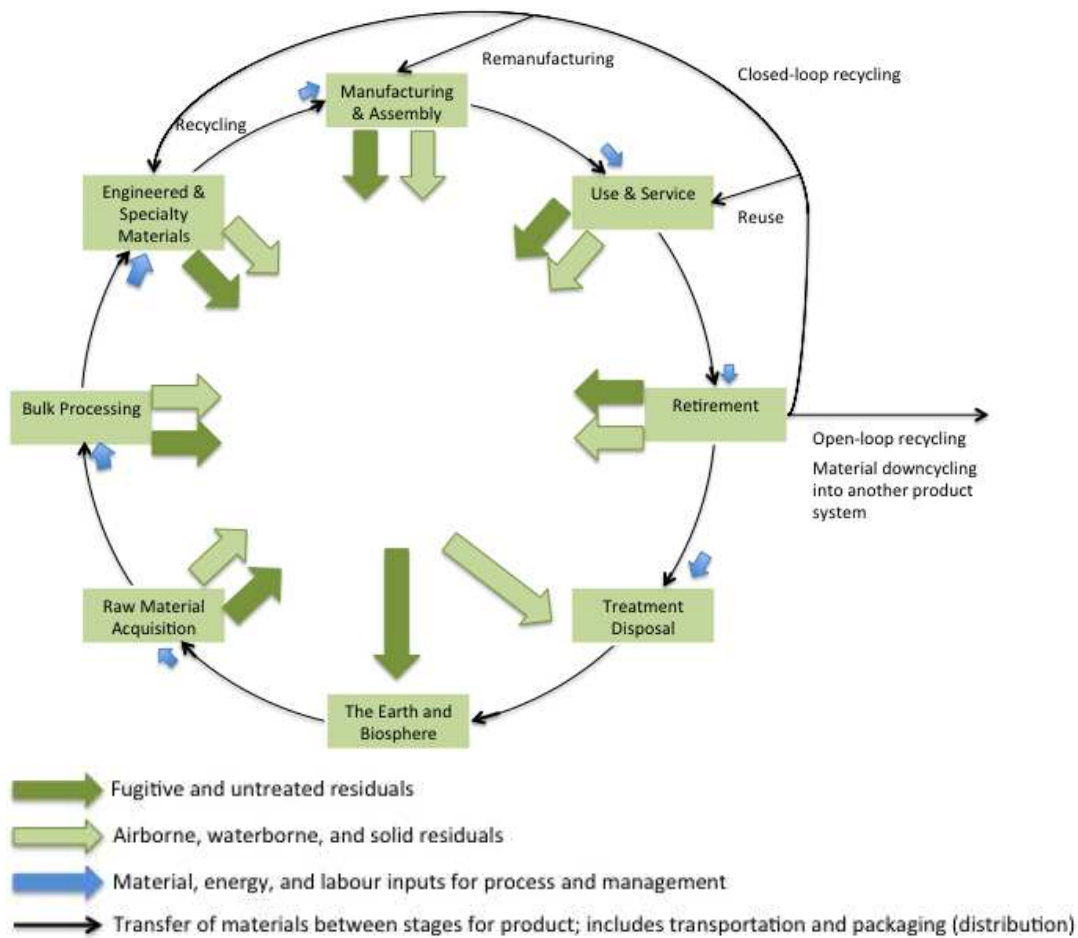 Remanufacturing
Closed-loop recycling
Manufacturing
& Assembly
Recycling
Engineered &
Specialty
Materials
Use & Service
Reuse
Bulk Processing
Retirement
Open-loop recycling
Material downcycling
into another product
system
Raw Material
Acquisition
Treatment
Disposal
The Earth and
Biosphere
Fugitive and untreated residuals
Airborne, waterborne, and solid residuals
Material, energy, and labour inputs for process and management
Transfer of materials between stages for product; includes transportation and packaging (distribution)